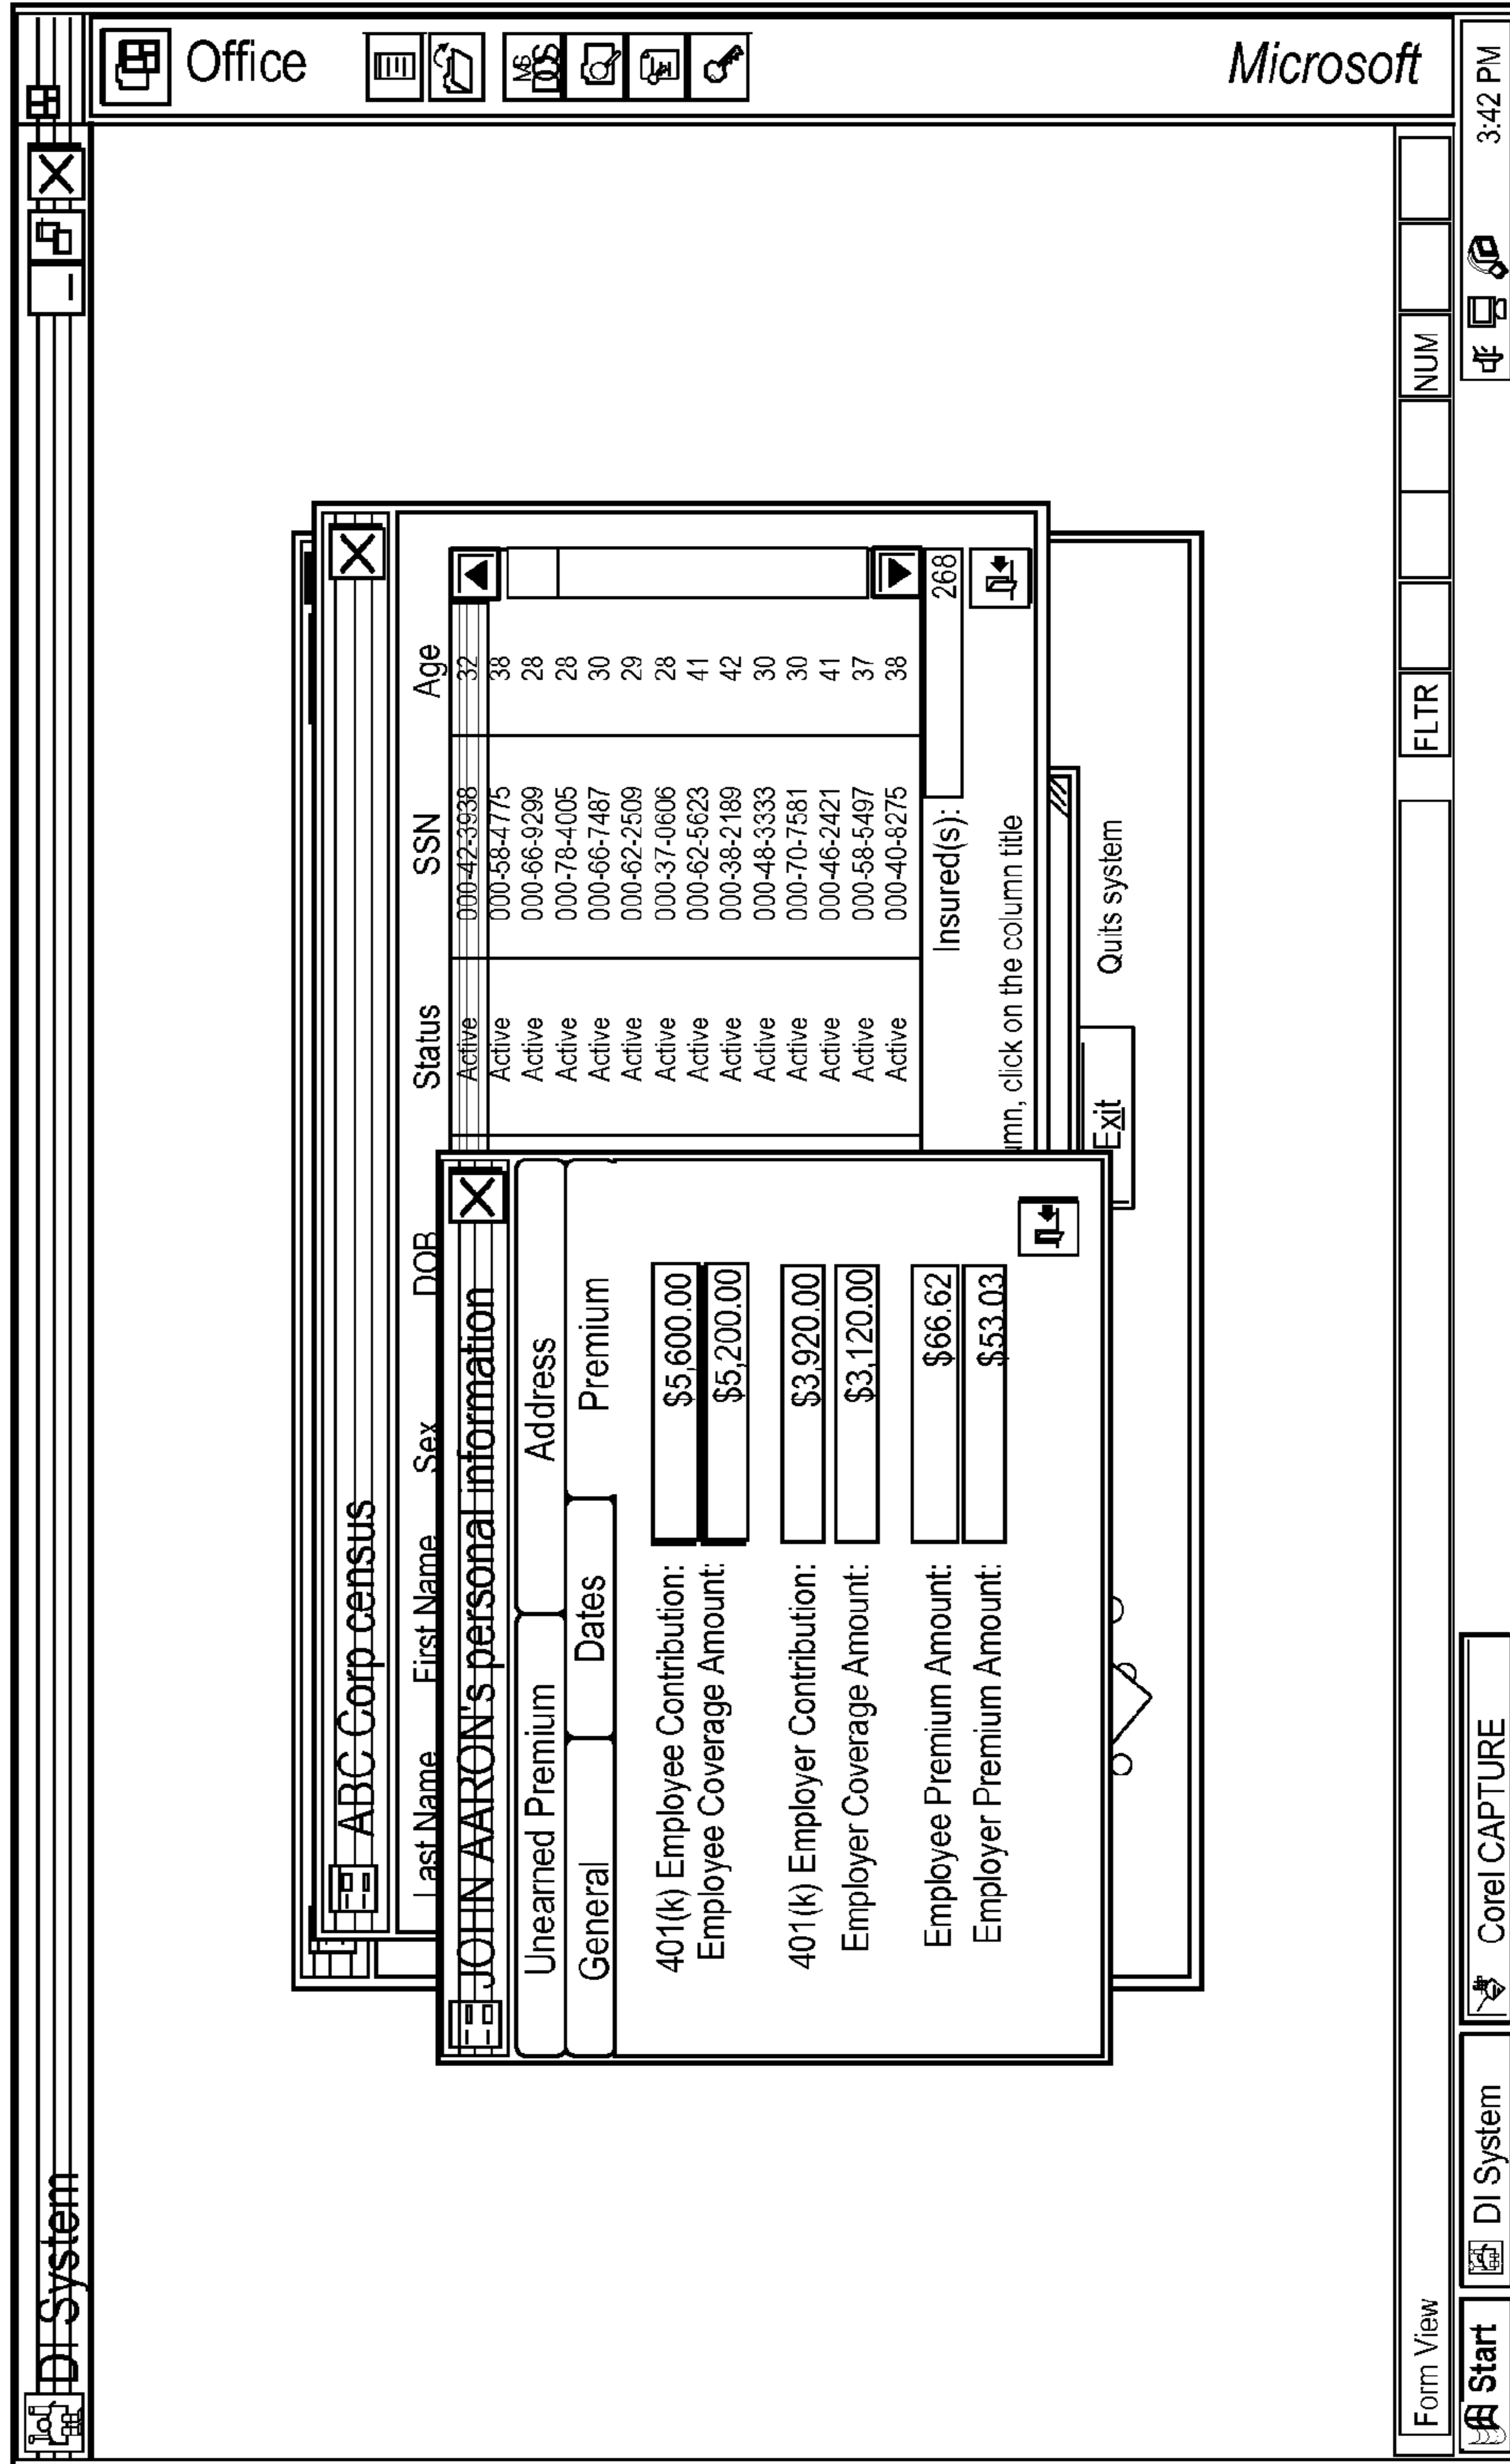 DI System
Office
MS
DOS
Microsoft
ABC Corp census
Last Name First Name Sex DOB Status SSN Age
Active 000-42-3938 32
Active 000-58-4775 38
Active 000-66-9299 28
Active 000-78-4005 28
Active 000-66-7487 30
Active 000-62-2509 29
Active 000-37-0606 28
Active 000-62-5623 41
Active 000-38-2189 42
Active 000-48-3333 30
Active 000-70-7581 30
Active 000-46-2421 41
Active 000-58-5497 37
Active 000-40-8275 38
Insured(s): 268
umn, click on the column title
Exit Quits system
JOHN AARON's personal information
Unearned Premium Address
General Dates Premium
401(k) Employee Contribution: $5,600.00
Employee Coverage Amount: $5,200.00
401(k) Employer Contribution: $3,920.00
Employer Coverage Amount: $3,120.00
Employee Premium Amount: $66.62
Employer Premium Amount: $53.03
Form View FLTR NUM
Start DI System Corel CAPTURE 3:42 PM